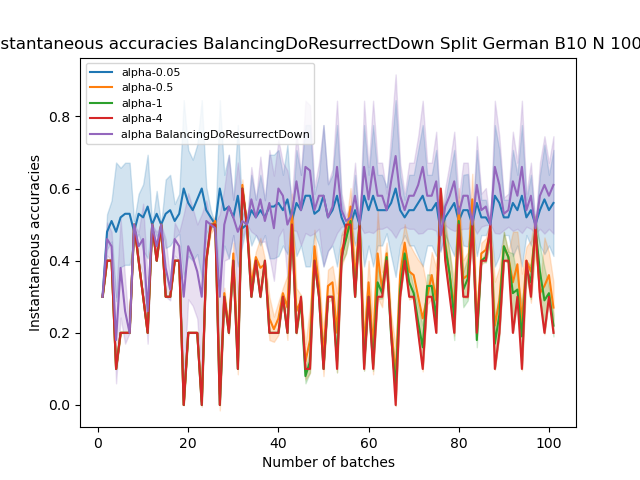 stantaneous accuracies BalancingDoResurrectDown Split German B10 N 100
alpha-0.05
alpha-0.5
alpha-1
alpha-4
alpha BalancingDoResurrectDown
Instantaneous accuracies
0.8
0.6
0.4
0.2
0.0
0 20 40 60 80 100
Number of batches